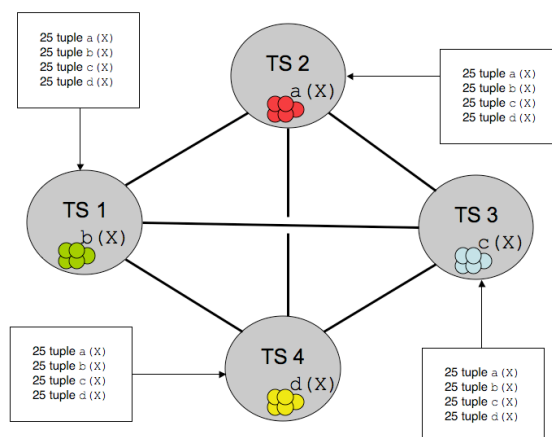 25 tuple a(X)
25 tuple b(X)
25 tuple c(X)
25 tuple d(X)
TS 2
a(X)
25 tuple a(X)
25 tuple b(X)
25 tuple c(X)
25 tuple d(X)
TS 1
b(X)
TS 3
c(X)
25 tuple a(X)
25 tuple b(X)
25 tuple c(X)
25 tuple d(X)
TS 4
d(X)
25 tuple a(X)
25 tuple b(X)
25 tuple c(X)
25 tuple d(X)